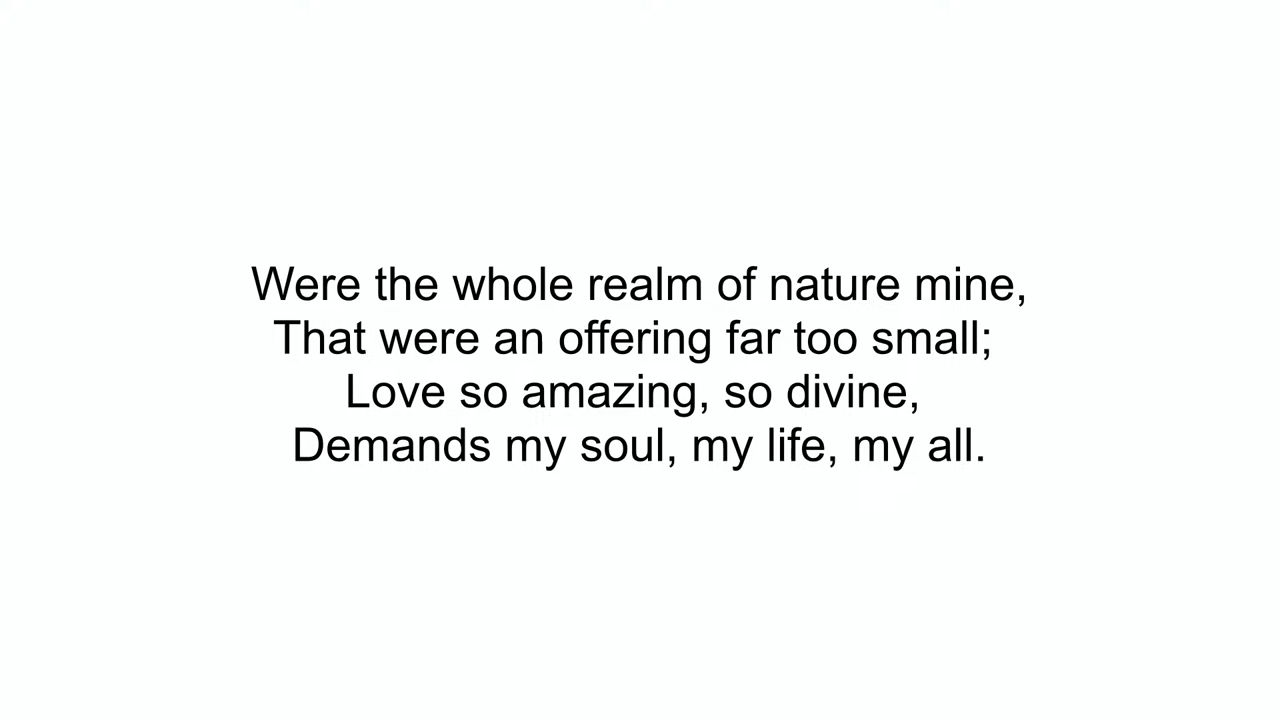 Were the whole realm of nature mine,
That were an offering far too small;
Love so amazing, so divine,
Demands my soul, my life, my all.